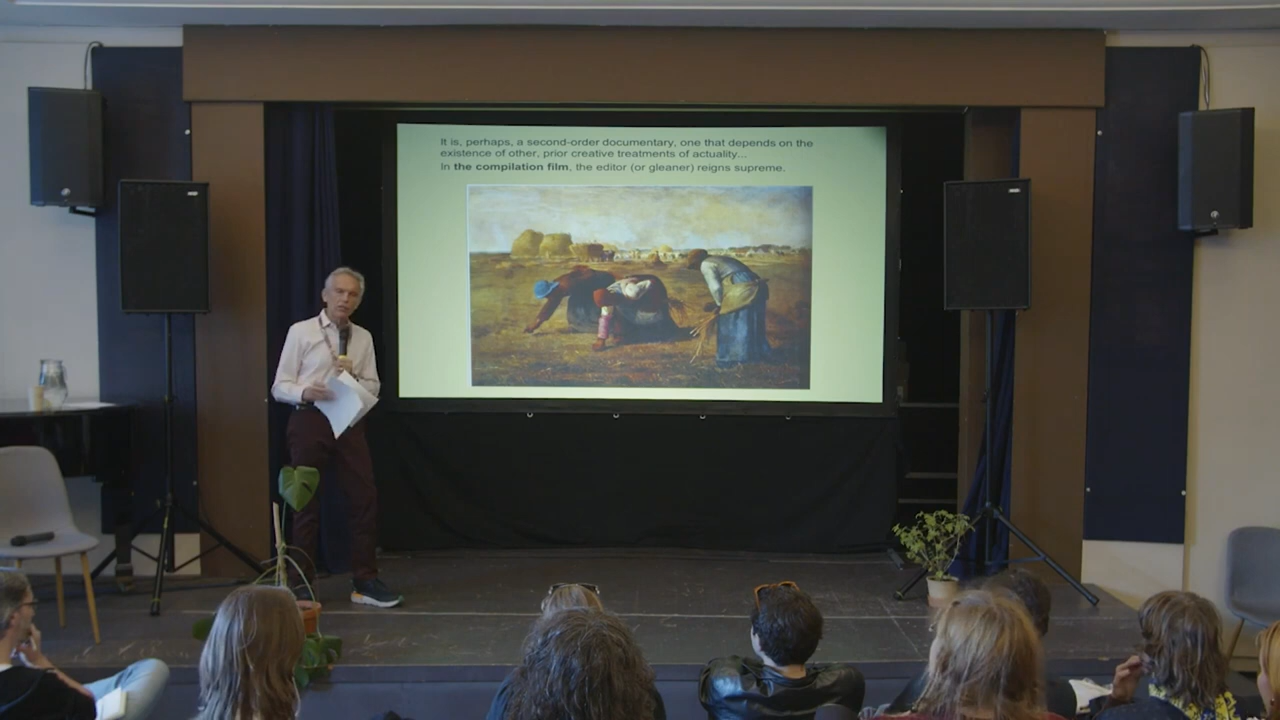 It is, perhaps, a second-order documentary, one that depends on the
existence of other, prior creative treatments of actuality...
In the compilation film, the editor (or gleaner) reigns supreme.